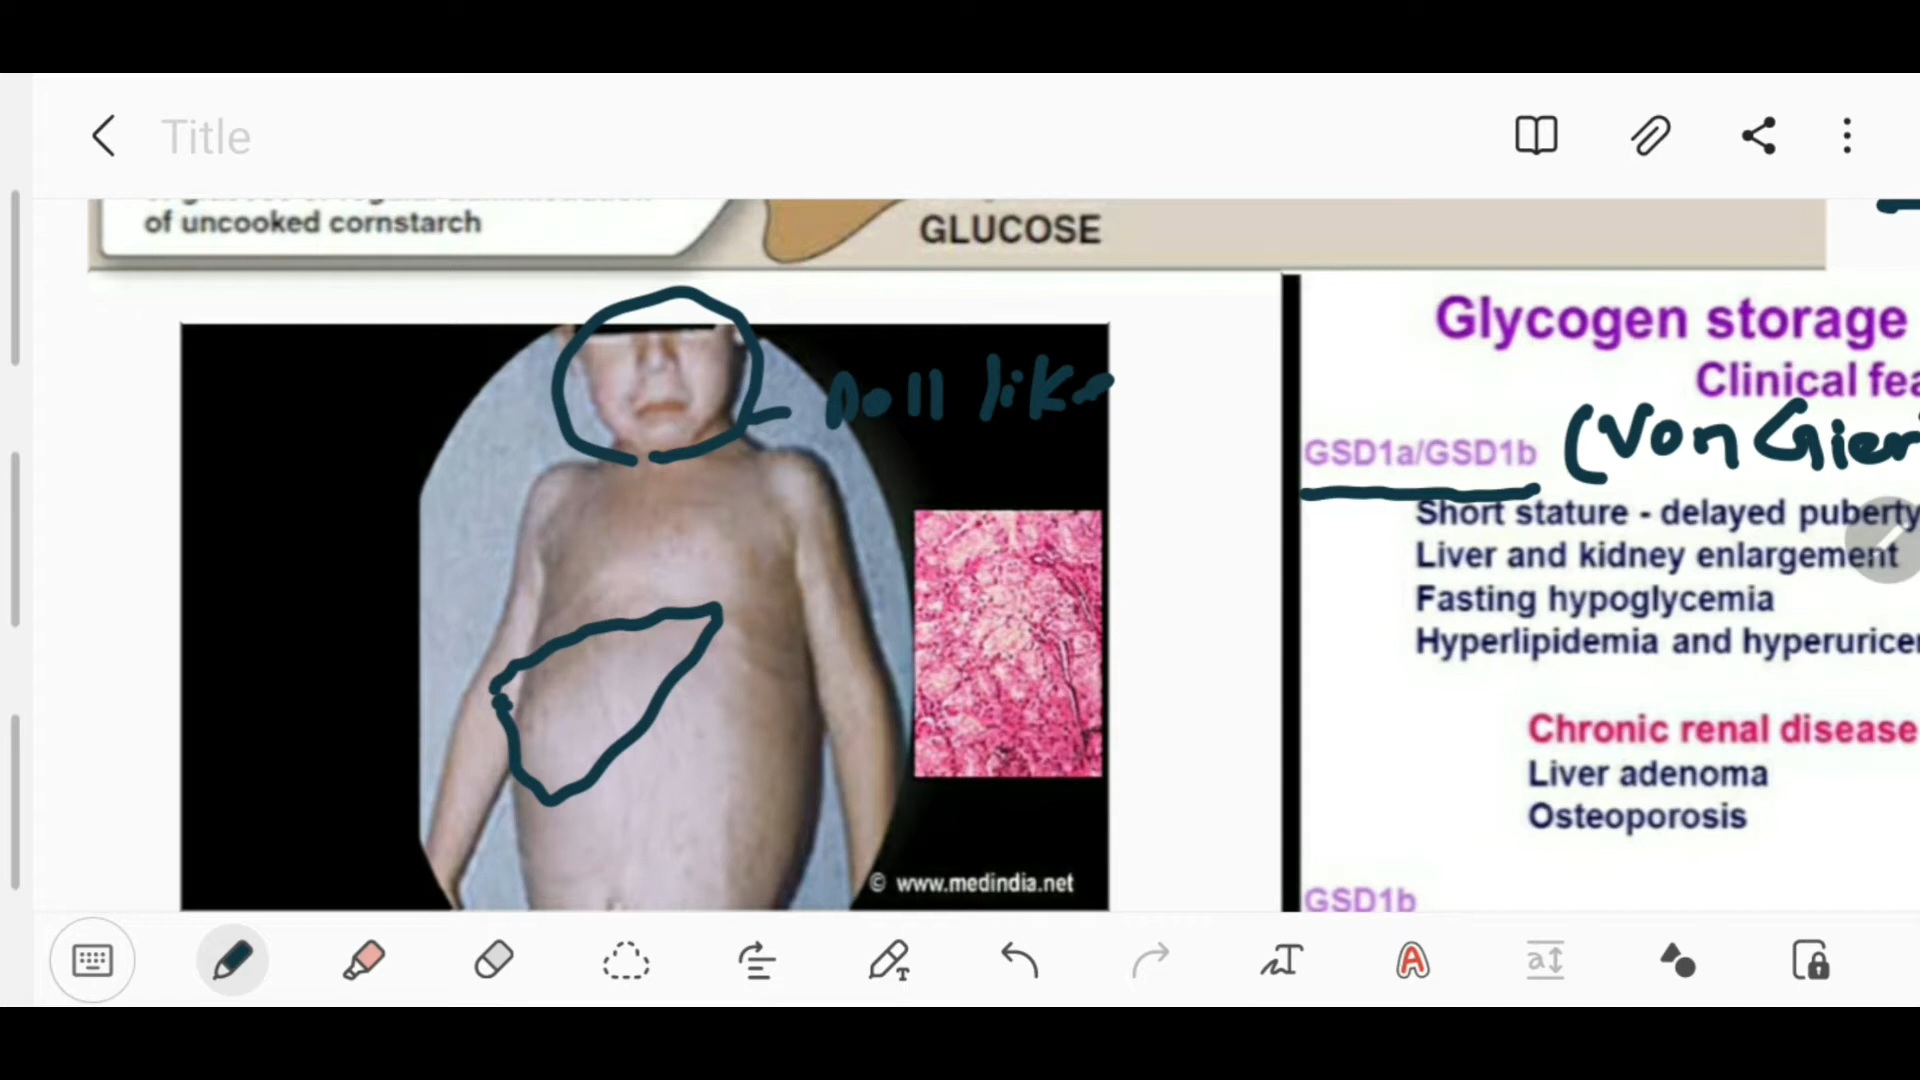 Title
of uncooked cornstarch
GLUCOSE
Doll like
© www.medindia.net
Glycogen storage
Clinical fea
GSD1a/GSD1b (Von Gier
Short stature - delayed puberty
Liver and kidney enlargement
Fasting hypoglycemia
Hyperlipidemia and hyperuricer
Chronic renal disease
Liver adenoma
Osteoporosis
GSD1b